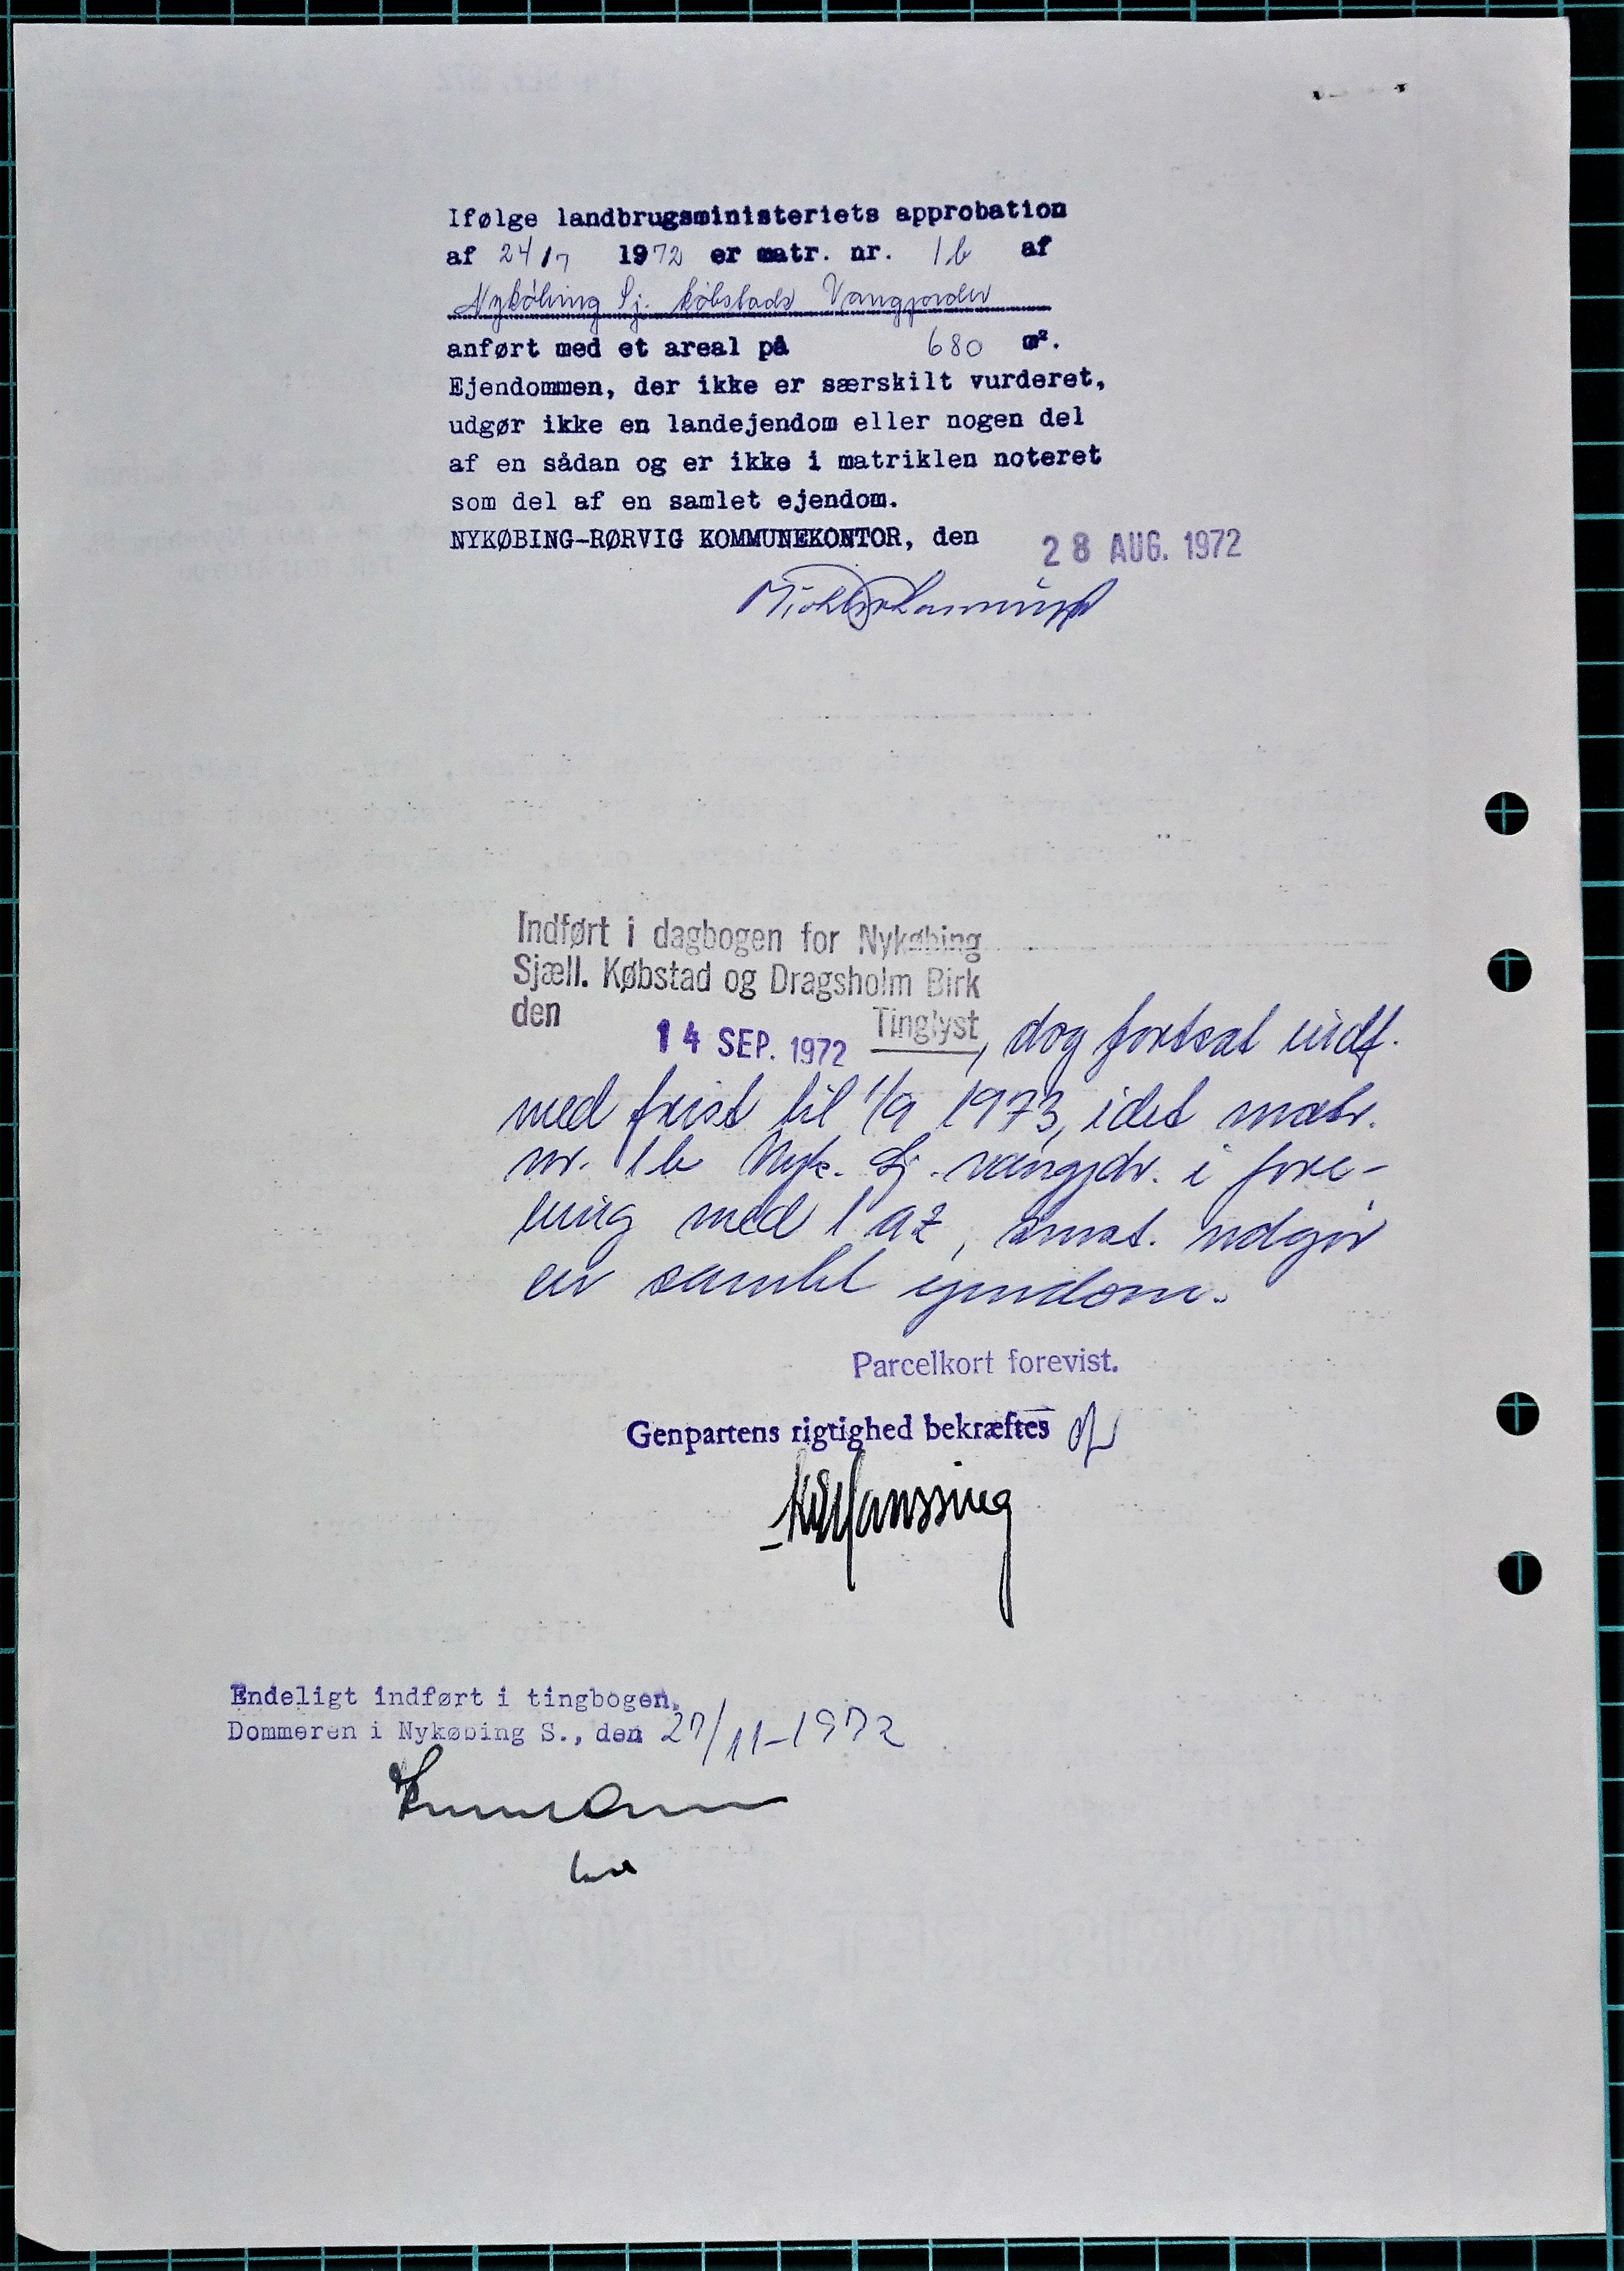 Ifølge landbrugsministeriets approbation
af 24/7 1972 er matr. nr. 1b af
Nykøbing Sj. købstads Vangjorder
anført med et areal på 680 m².
Ejendommen, der ikke er særskilt vurderet,
udgør ikke en landejendom eller nogen del
af en sådan og er ikke i matriklen noteret
som del af en samlet ejendom.
NYKØBING-RØRVIG KOMMUNEKONTOR, den 28 AUG. 1972
Indført i dagbogen for Nykøbing
Sjæll. Købstad og Dragsholm Birk
den 14 SEP. 1972 Tinglyst, dog fortsat indf.
med frist til 1/9 1973, idet matr.
nr. 1b Nyk. Sj. vangjdr. i fore-
ning med 1 az, smst. udgør
en samlet ejendom.
Parcelkort forevist.
Genpartens rigtighed bekræftes
Endeligt indført i tingbogen.
Dommeren i Nykøbing S., den 27/11-1972